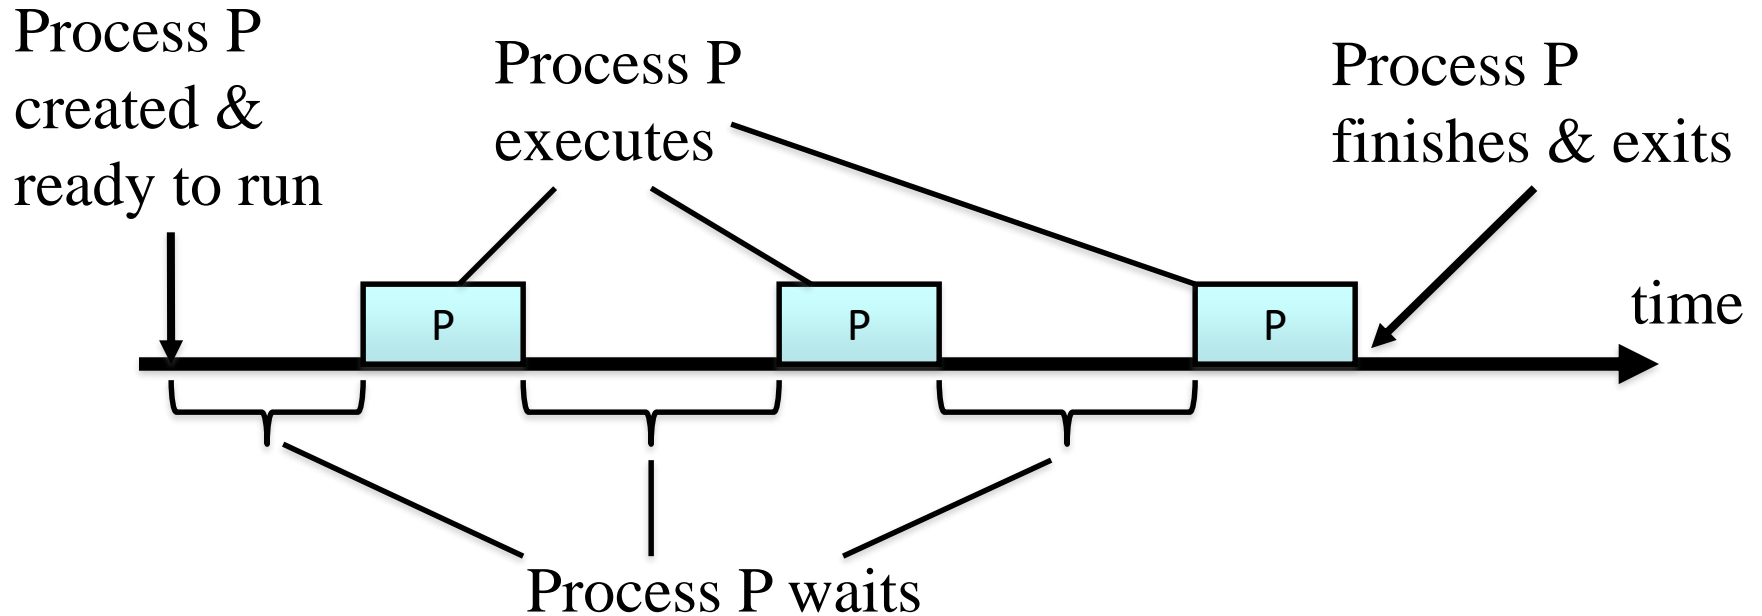 Process P
created &
ready to run
Process P
executes
Process P
finishes & exits
P
P
P
time
Process P waits